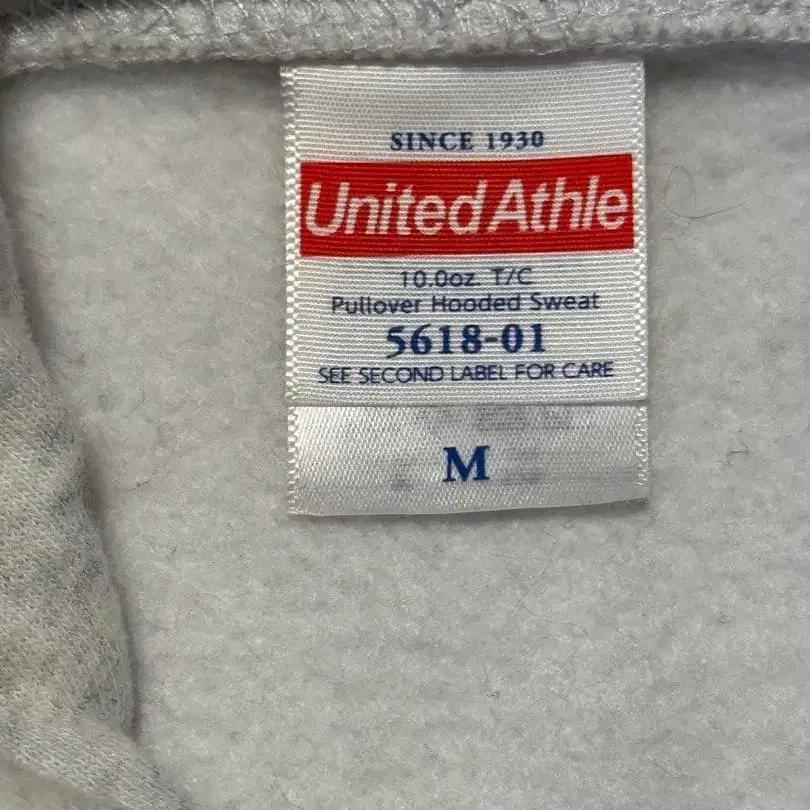 SINCE 1930
United Athle
10.0oz. T/C
Pullover Hooded Sweat
5618-01
SEE SECOND LABEL FOR CARE
M